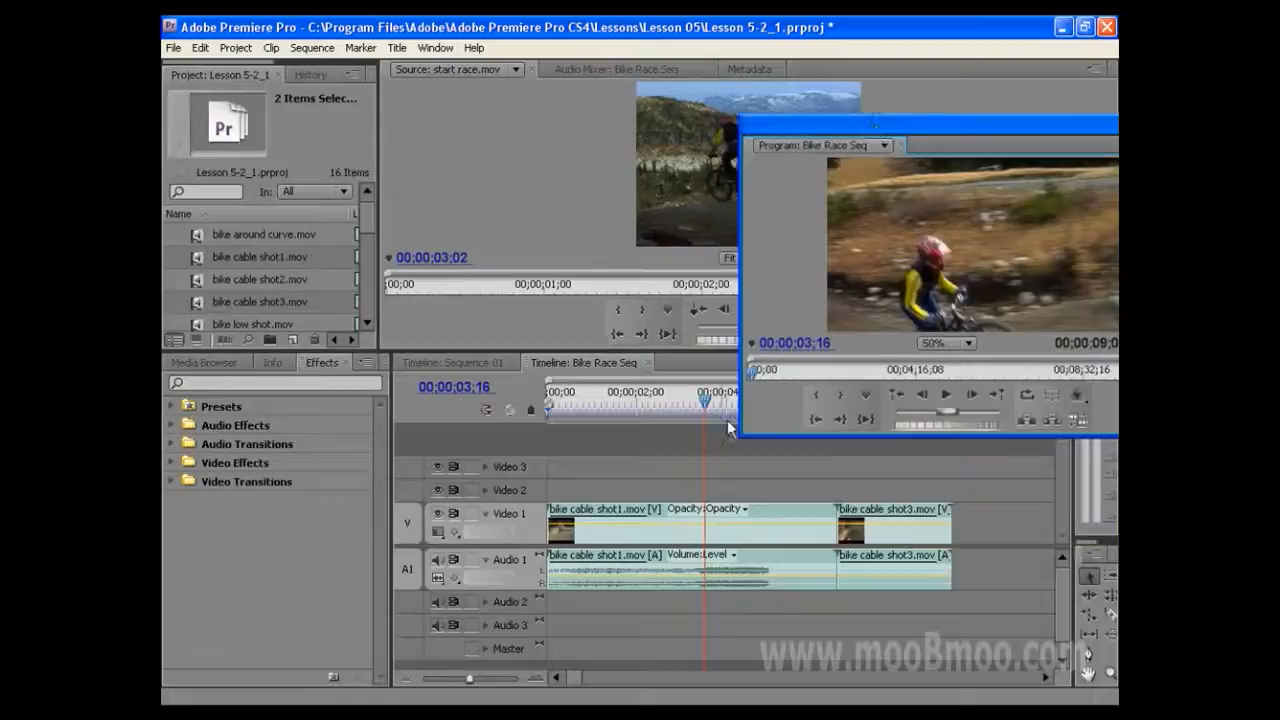 Adobe Premiere Pro - C:\Program Files\Adobe\Adobe Premiere Pro CS4\Lessons\Lesson 05\Lesson 5-2_1.prproj *
File Edit Project Clip Sequence Marker Title Window Help
Project: Lesson 5-2_1 History
2 Items Selec...
Pr
Lesson 5-2_1.prproj 16 Items
In: All
Name L
bike around curve.mov
bike cable shot1.mov
bike cable shot2.mov
bike cable shot3.mov
bike low shot.mov
Source: start race.mov Audio Mixer: Bike Race Seq Metadata
00;00;03;02 Fit
;00;00 00;00;01;00 00;00;02;00
Program: Bike Race Seq
00;00;03;16 50% 00;00;09;0
0;00 00;04;16;08 00;08;32;16
Media Browser Info Effects
Presets
Audio Effects
Audio Transitions
Video Effects
Video Transitions
Timeline: Sequence 01 Timeline: Bike Race Seq
00;00;03;16
;00;00 00;00;02;00 00;00;04
Video 3
Video 2
V Video 1
bike cable shot1.mov [V] Opacity:Opacity bike cable shot3.mov [V]
A1 Audio 1
L
R
bike cable shot1.mov [A] Volume:Level bike cable shot3.mov [A
Audio 2
Audio 3
Master
www.mooBmoo.com